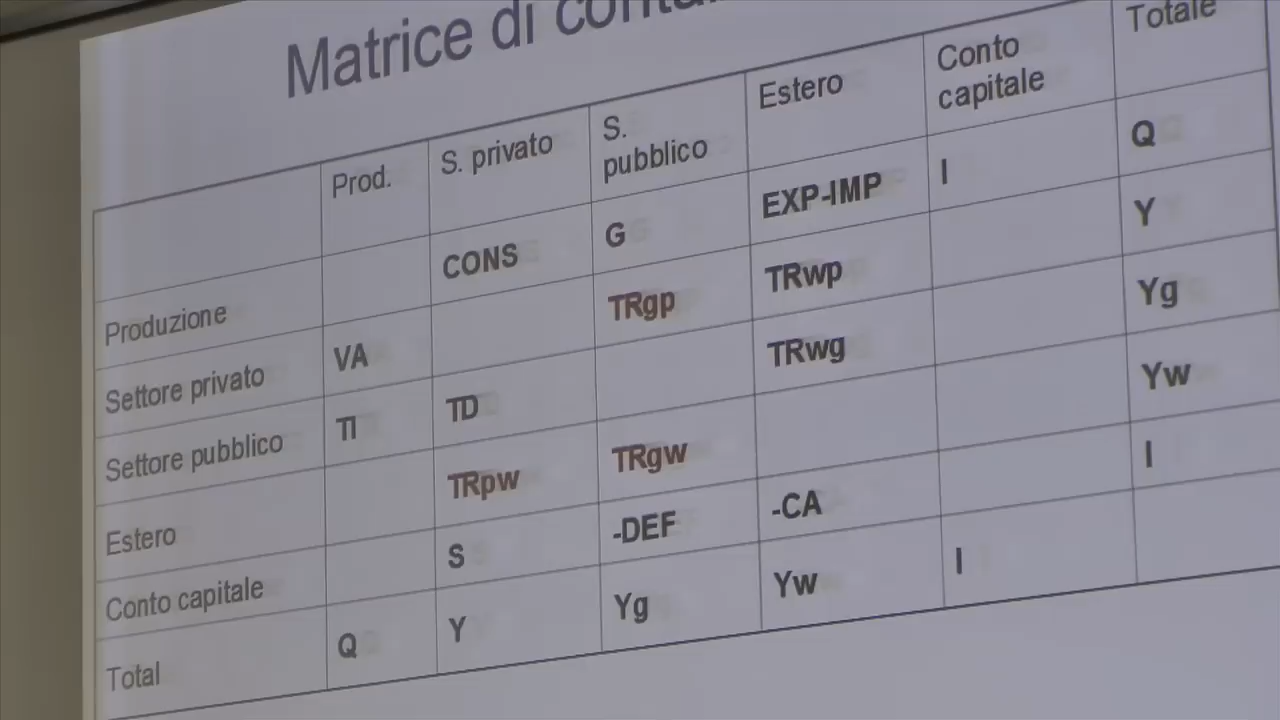 Matrice di
Prod. S. privato S. pubblico Estero Conto capitale Totale
Produzione CONS G EXP-IMP I Q
Settore privato VA TRgp TRwp Y
Settore pubblico TI TD TRwg Yg
Estero TRpw TRgw Yw
Conto capitale S -DEF -CA I
Total Q Y Yg Yw I